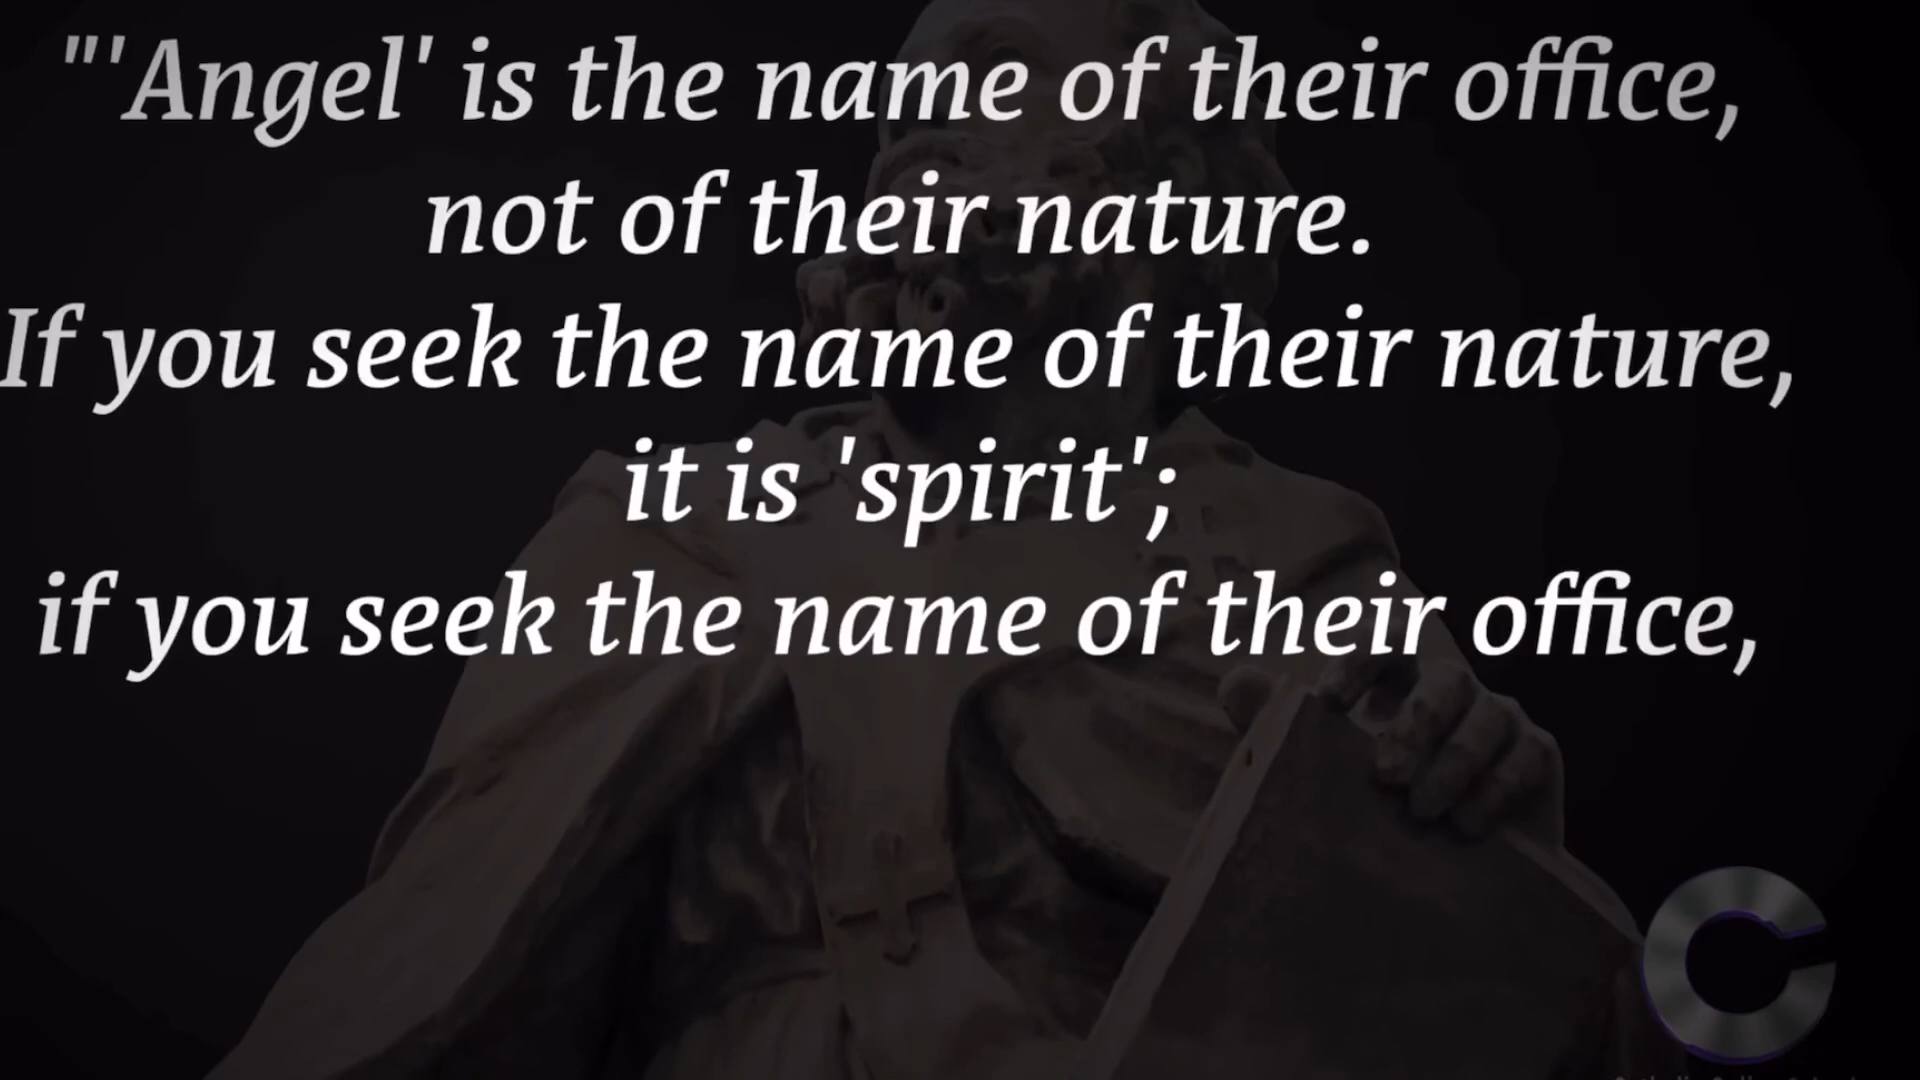 "'Angel' is the name of their office,
not of their nature.
If you seek the name of their nature,
it is 'spirit';
if you seek the name of their office,